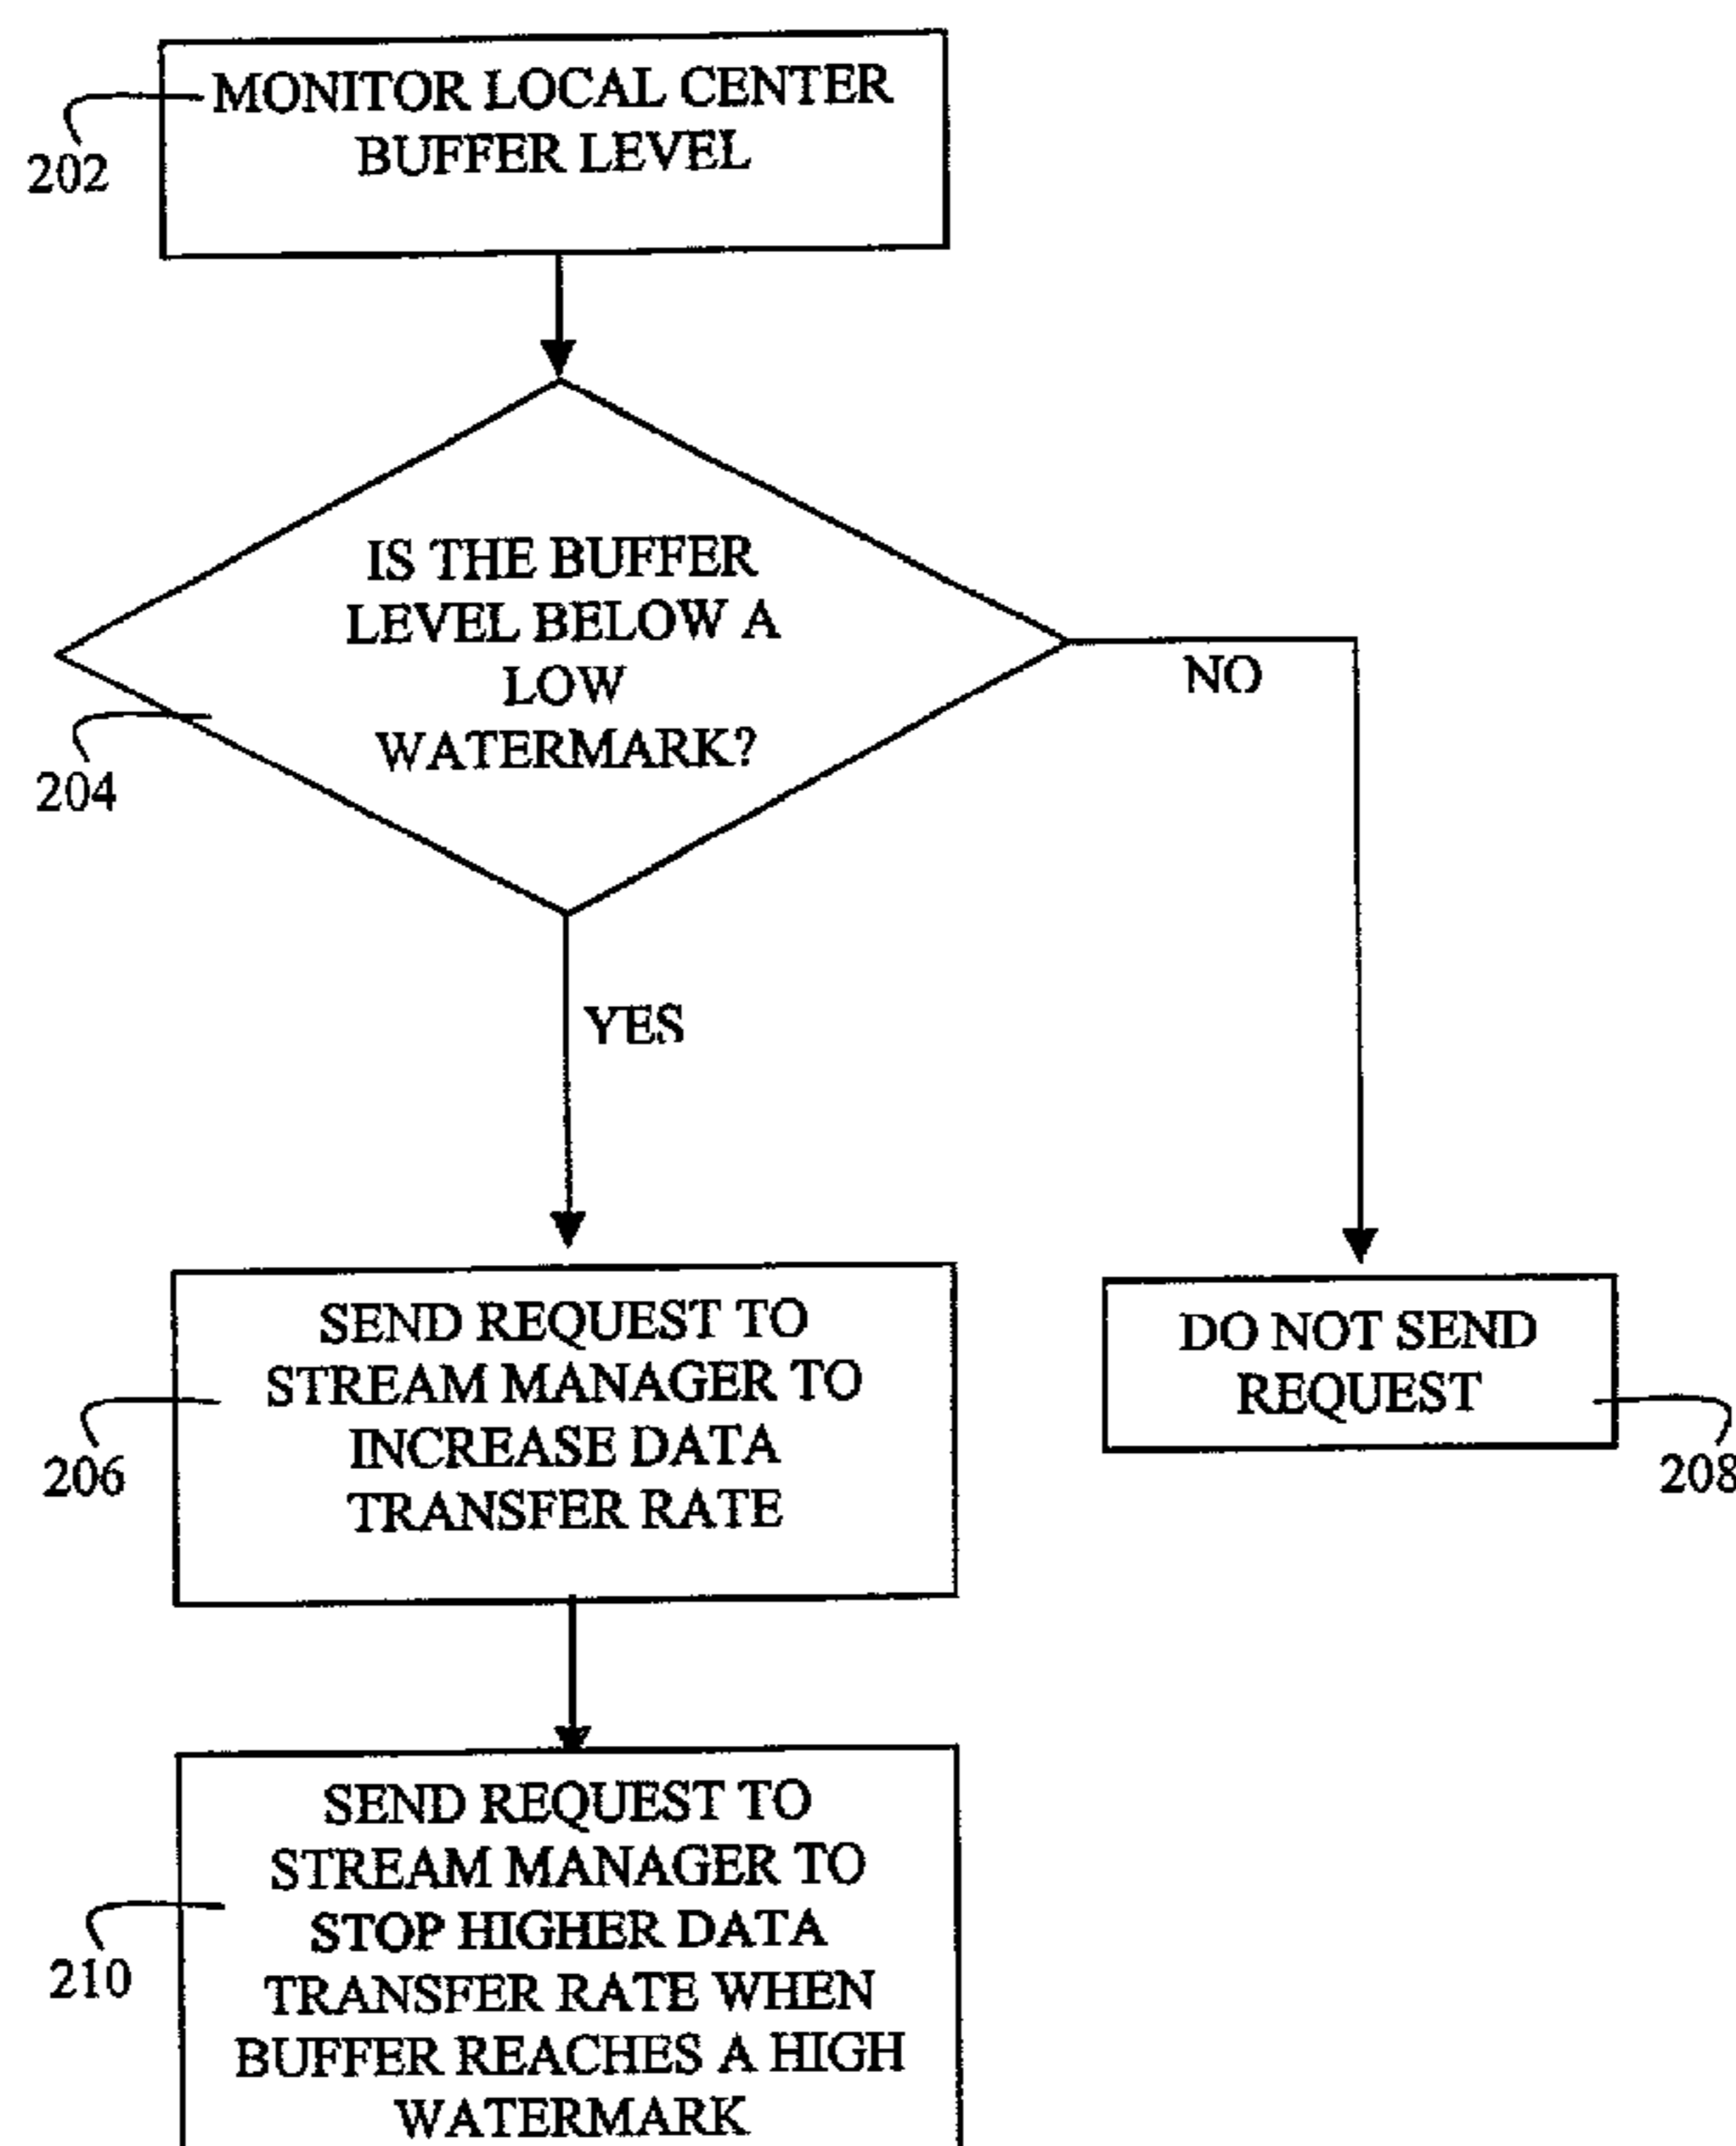 MONITOR LOCAL CENTER
BUFFER LEVEL
202
IS THE BUFFER
LEVEL BELOW A
LOW
WATERMARK?
NO
204
YES
SEND REQUEST TO
STREAM MANAGER TO
INCREASE DATA
TRANSFER RATE
206
DO NOT SEND
REQUEST
208
SEND REQUEST TO
STREAM MANAGER TO
STOP HIGHER DATA
TRANSFER RATE WHEN
BUFFER REACHES A HIGH
WATERMARK
210